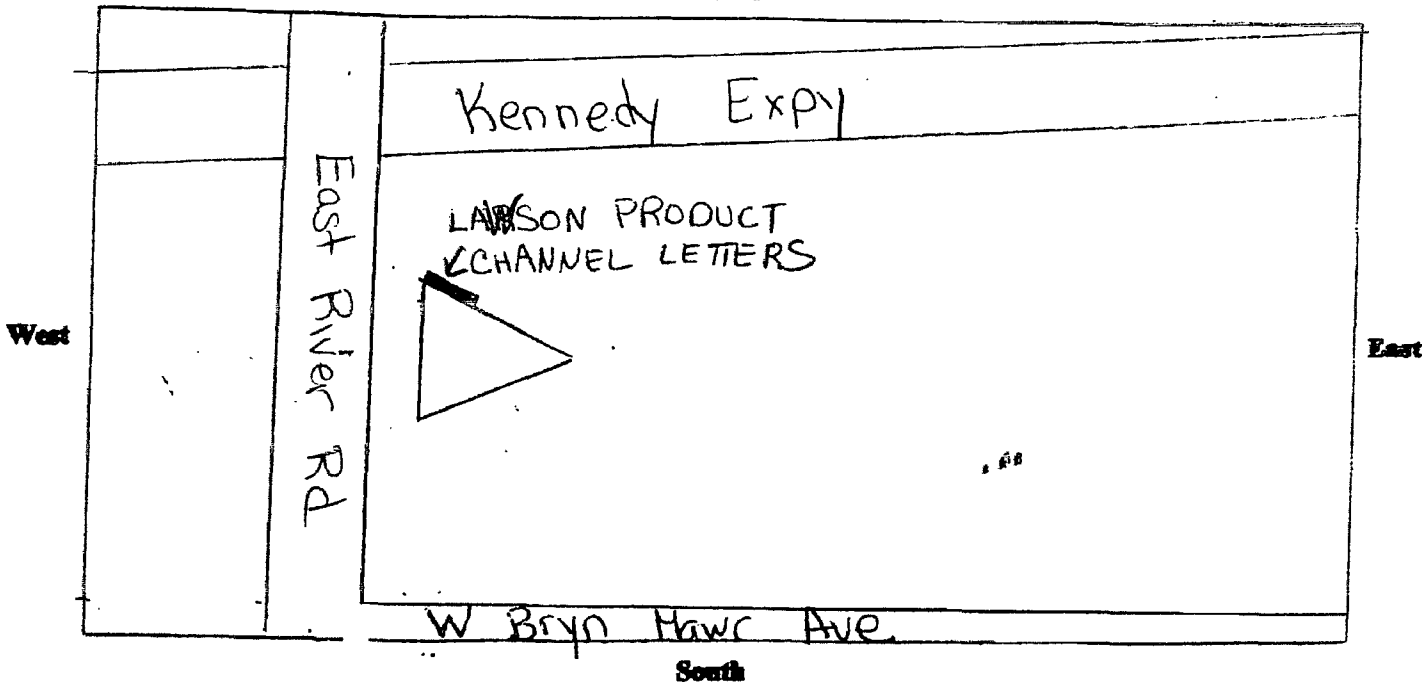 Kennedy Expy
East River Rd
LAWSON PRODUCT
CHANNEL LETTERS
West
East
W Bryn Mawr Ave
South